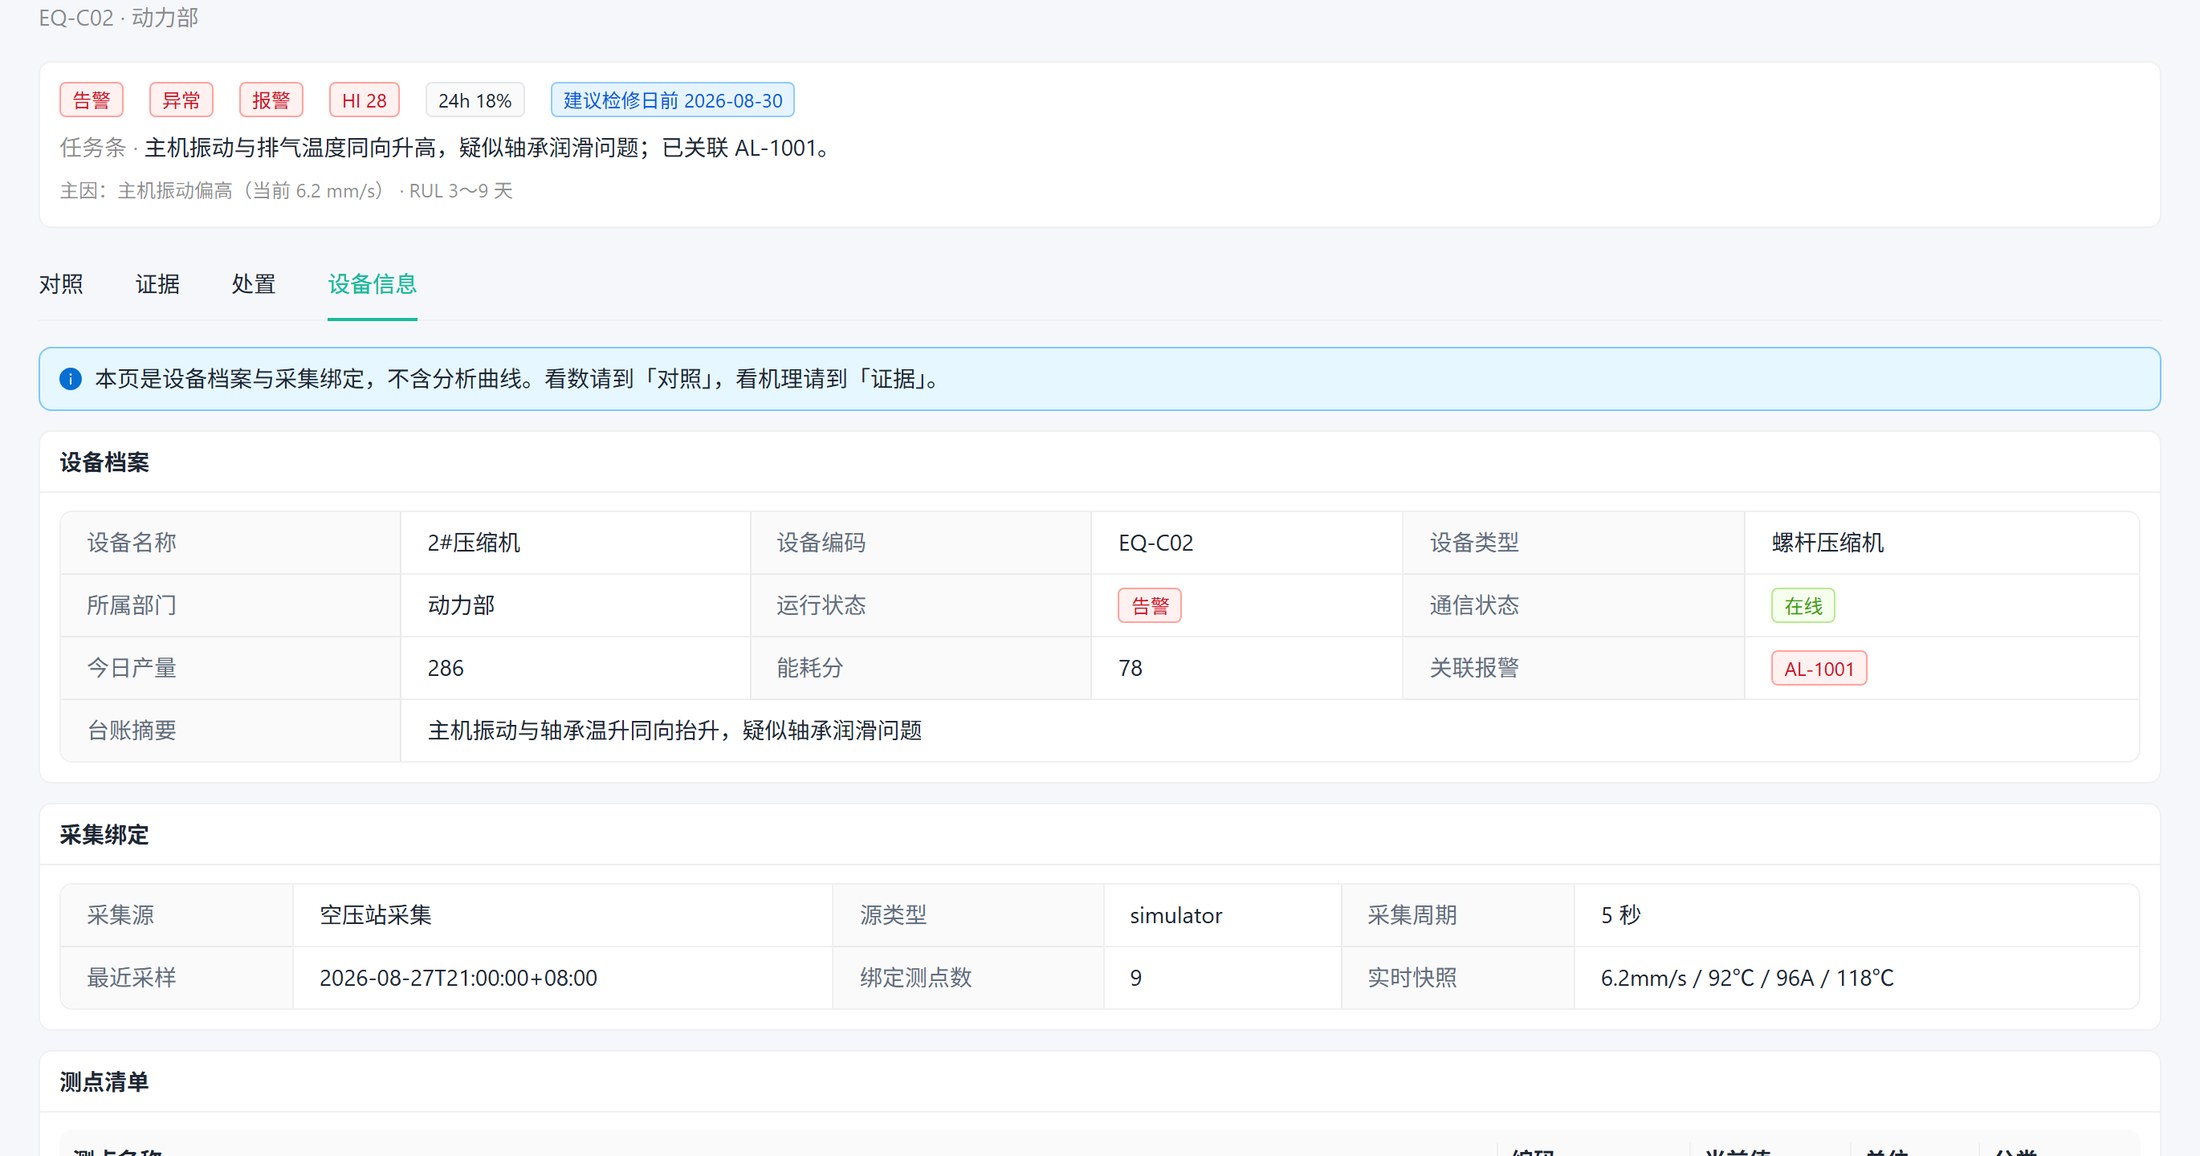 EQ-C02 · 动力部
告警 异常 报警 HI 28 24h 18% 建议检修日前 2026-08-30
任务条 · 主机振动与排气温度同向升高，疑似轴承润滑问题；已关联 AL-1001。
主因：主机振动偏高（当前 6.2 mm/s） · RUL 3～9 天
对照 证据 处置 设备信息
本页是设备档案与采集绑定，不含分析曲线。看数请到「对照」，看机理请到「证据」。
设备档案
设备名称 2#压缩机 设备编码 EQ-C02 设备类型 螺杆压缩机
所属部门 动力部 运行状态 告警 通信状态 在线
今日产量 286 能耗分 78 关联报警 AL-1001
台账摘要 主机振动与轴承温升同向抬升，疑似轴承润滑问题
采集绑定
采集源 空压站采集 源类型 simulator 采集周期 5 秒
最近采样 2026-08-27T21:00:00+08:00 绑定测点数 9 实时快照 6.2mm/s / 92°C / 96A / 118°C
测点清单
测点名称 编码 当前值 单位 分类